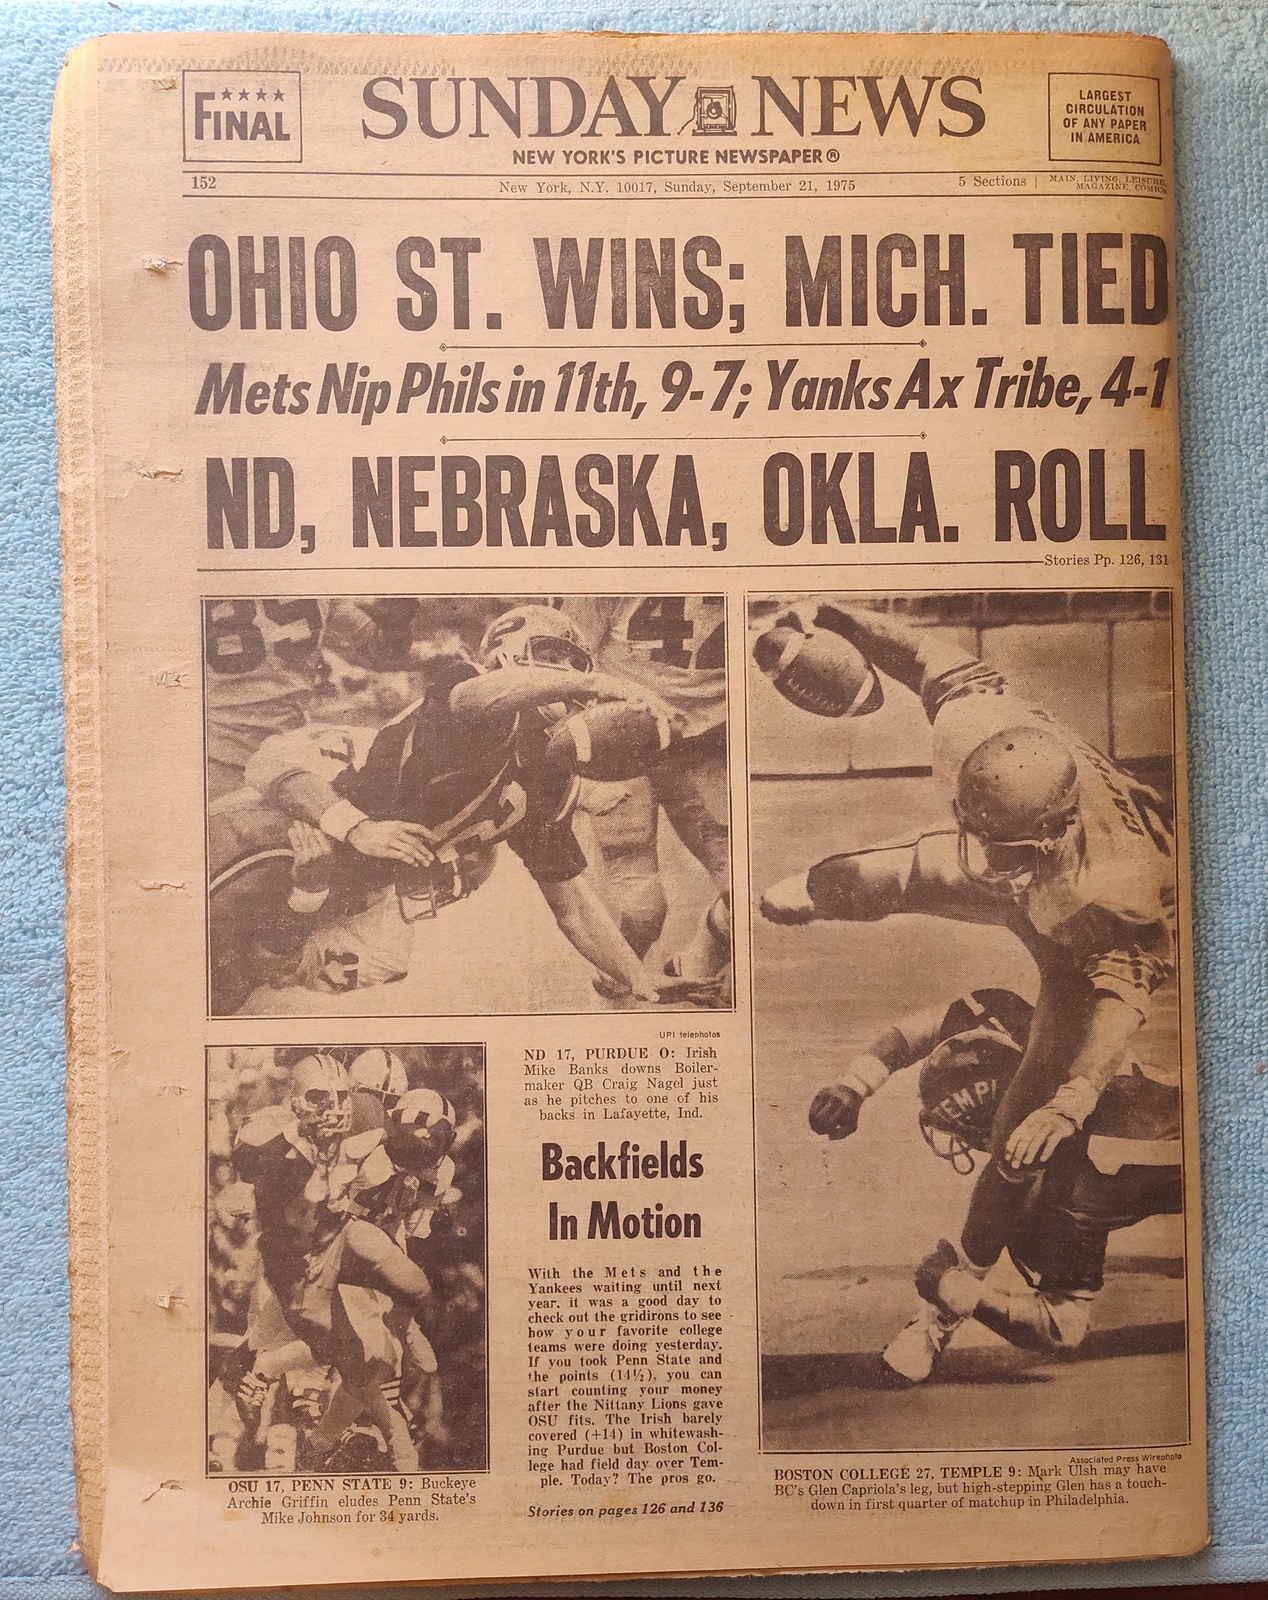 ★★★★
FINAL
SUNDAY NEWS
NEW YORK'S PICTURE NEWSPAPER®
LARGEST
CIRCULATION
OF ANY PAPER
IN AMERICA
152
New York, N.Y. 10017, Sunday, September 21, 1975
5 Sections | MAIN, LIVING, LEISURE,
MAGAZINE, COMICS
OHIO ST. WINS; MICH. TIED
Mets Nip Phils in 11th, 9-7; Yanks Ax Tribe, 4-1
ND, NEBRASKA, OKLA. ROLL
Stories Pp. 126, 131
UPI telephotos
ND 17, PURDUE 0: Irish
Mike Banks downs Boiler-
maker QB Craig Nagel just
as he pitches to one of his
backs in Lafayette, Ind.
Backfields
In Motion
With the Mets and the
Yankees waiting until next
year, it was a good day to
check out the gridirons to see
how your favorite college
teams were doing yesterday.
If you took Penn State and
the points (14½), you can
start counting your money
after the Nittany Lions gave
OSU fits. The Irish barely
covered (+14) in whitewash-
ing Purdue but Boston Col-
lege had field day over Tem-
ple. Today? The pros go.
Stories on pages 126 and 136
OSU 17, PENN STATE 9: Buckeye
Archie Griffin eludes Penn State's
Mike Johnson for 34 yards.
TEMPL
Associated Press Wirephoto
BOSTON COLLEGE 27, TEMPLE 9: Mark Ulsh may have
BC's Glen Capriola's leg, but high-stepping Glen has a touch-
down in first quarter of matchup in Philadelphia.